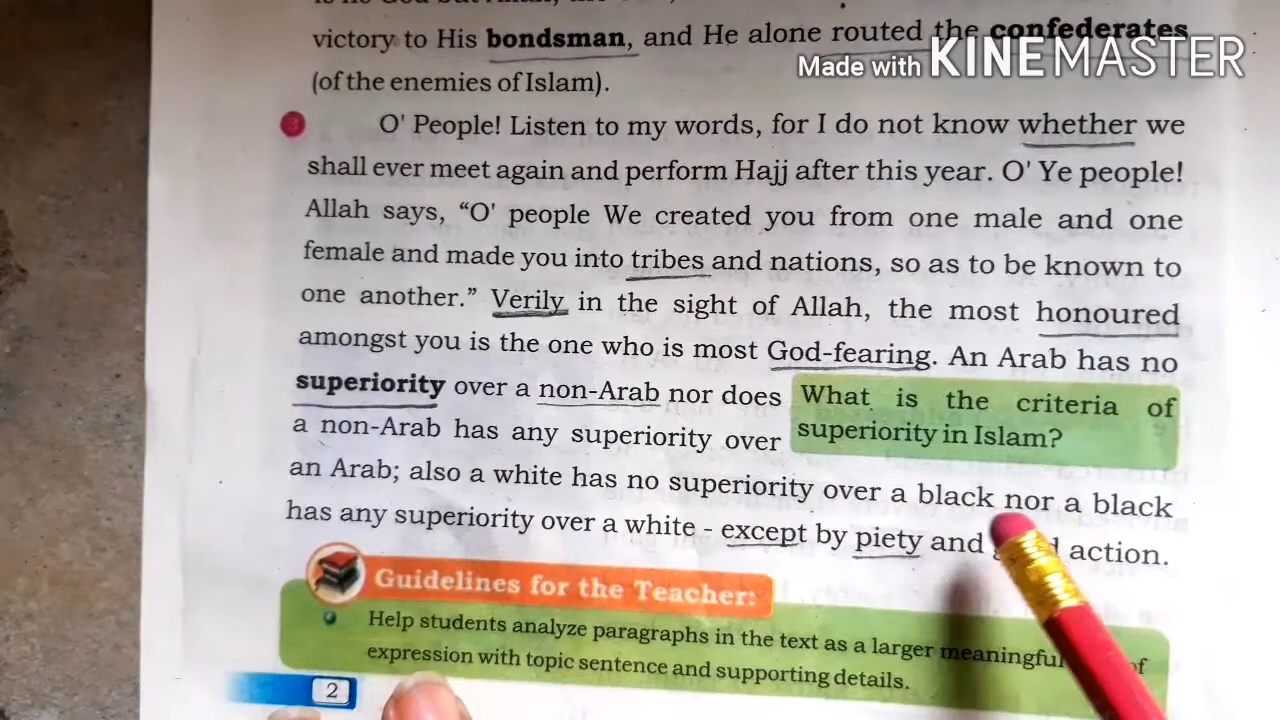 victory to His bondsman, and He alone routed the confederates
Made with KINEMASTER
(of the enemies of Islam).
3 O' People! Listen to my words, for I do not know whether we
shall ever meet again and perform Hajj after this year. O' Ye people!
Allah says, “O' people We created you from one male and one
female and made you into tribes and nations, so as to be known to
one another.” Verily in the sight of Allah, the most honoured
amongst you is the one who is most God-fearing. An Arab has no
superiority over a non-Arab nor does
a non-Arab has any superiority over
What is the criteria of
superiority in Islam?
an Arab; also a white has no superiority over a black nor a black
has any superiority over a white - except by piety and action.
Guidelines for the Teacher:
Help students analyze paragraphs in the text as a larger meaningful of
expression with topic sentence and supporting details.
2